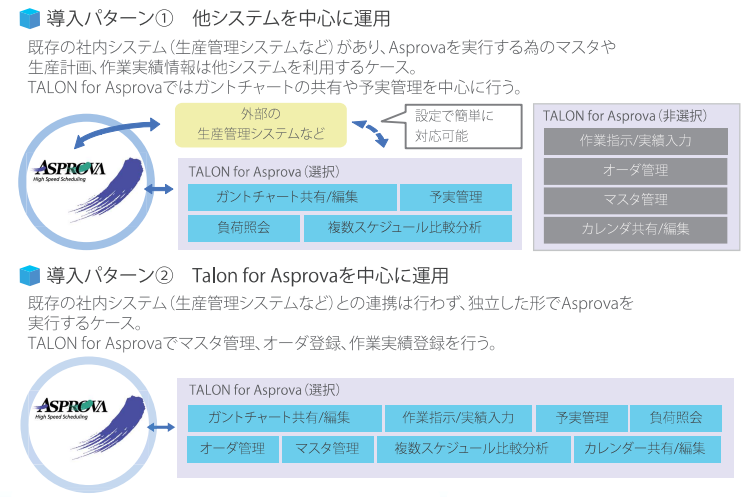 導入パターン① 他システムを中心に運用
既存の社内システム(生産管理システムなど)があり、Asprovaを実行する為のマスタや
生産計画、作業実績情報は他システムを利用するケース。
TALON for Asprovaではガントチャートの共有や予実管理を中心に行う。
外部の
生産管理システムなど
設定で簡単に
対応可能
ASPROVA
High Speed Scheduling
TALON for Asprova(選択)
ガントチャート共有/編集
予実管理
負荷照会
複数スケジュール比較分析
TALON for Asprova(非選択)
作業指示/実績入力
オーダ管理
マスタ管理
カレンダ共有/編集
導入パターン② Talon for Asprovaを中心に運用
既存の社内システム(生産管理システムなど)との連携は行わず、独立した形でAsprovaを
実行するケース。
TALON for Asprovaでマスタ管理、オーダ登録、作業実績登録を行う。
ASPROVA
High Speed Scheduling
TALON for Asprova(選択)
ガントチャート共有/編集
作業指示/実績入力
予実管理
負荷照会
オーダ管理
マスタ管理
複数スケジュール比較分析
カレンダー共有/編集